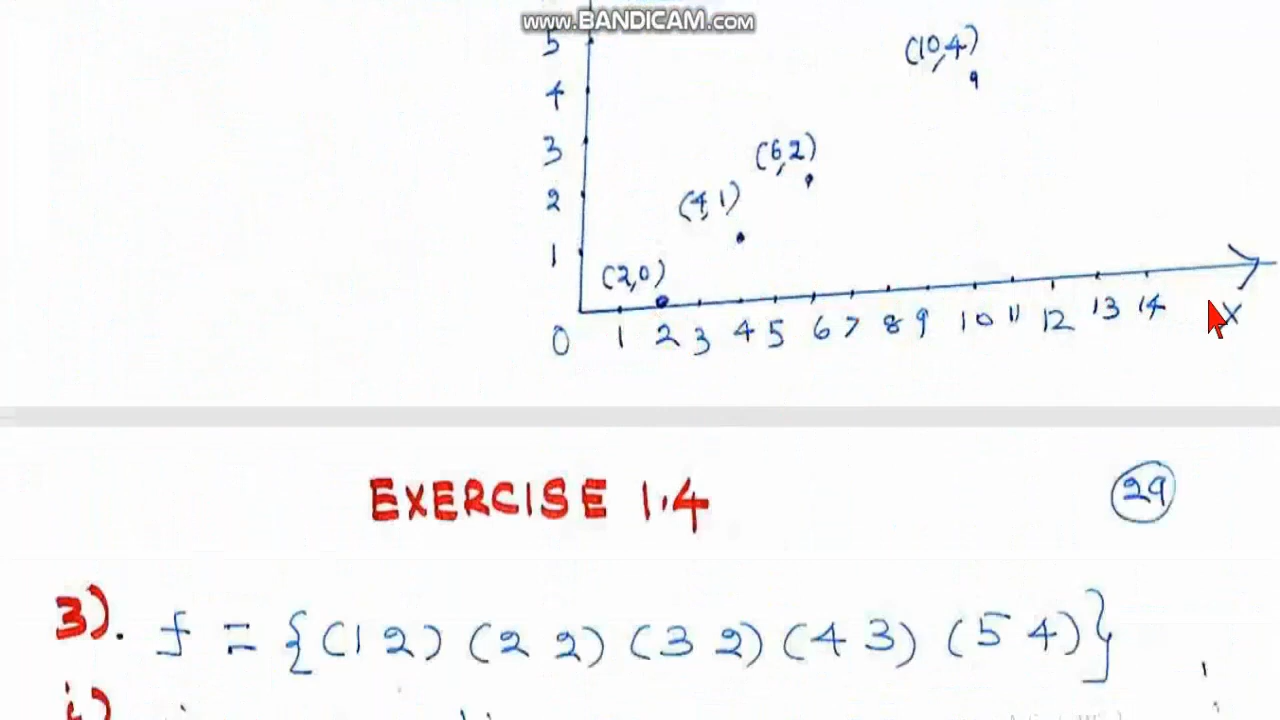 www.BANDICAM.com
5
(10,4)
4
3
(6,2)
2
(4,1)
1
(2,0)
0 1 2 3 4 5 6 7 8 9 10 11 12 13 14 X
EXERCISE 1.4
29
3). f = {(1 2) (2 2) (3 2) (4 3) (5 4)}
i)